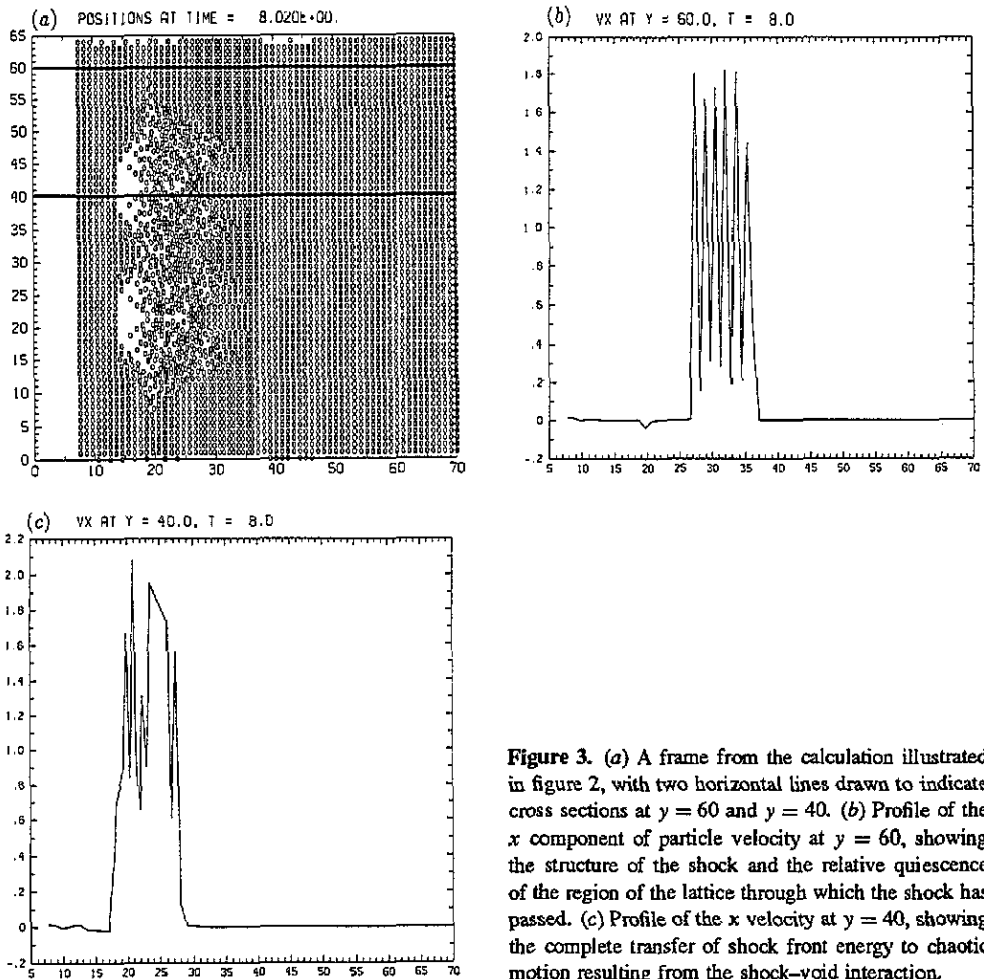 (a) POSITIONS AT TIME = 8.020E+00.
65
60
55
50
45
40
35
30
25
20
15
10
5
0
0 10 20 30 40 50 60 70
(b) VX AT Y = 60.0, T = 8.0
2.0
1.8
1.6
1.4
1.2
1.0
.8
.6
.4
.2
0
-.2
5 10 15 20 25 30 35 40 45 50 55 60 65 70
(c) VX AT Y = 40.0, T = 8.0
2.2
2.0
1.8
1.6
1.4
1.2
1.0
.8
.6
.4
.2
0
-.2
5 10 15 20 25 30 35 40 45 50 55 60 65 70
Figure 3. (a) A frame from the calculation illustrated
in figure 2, with two horizontal lines drawn to indicate
cross sections at y = 60 and y = 40. (b) Profile of the
x component of particle velocity at y = 60, showing
the structure of the shock and the relative quiescence
of the region of the lattice through which the shock has
passed. (c) Profile of the x velocity at y = 40, showing
the complete transfer of shock front energy to chaotic
motion resulting from the shock–void interaction.